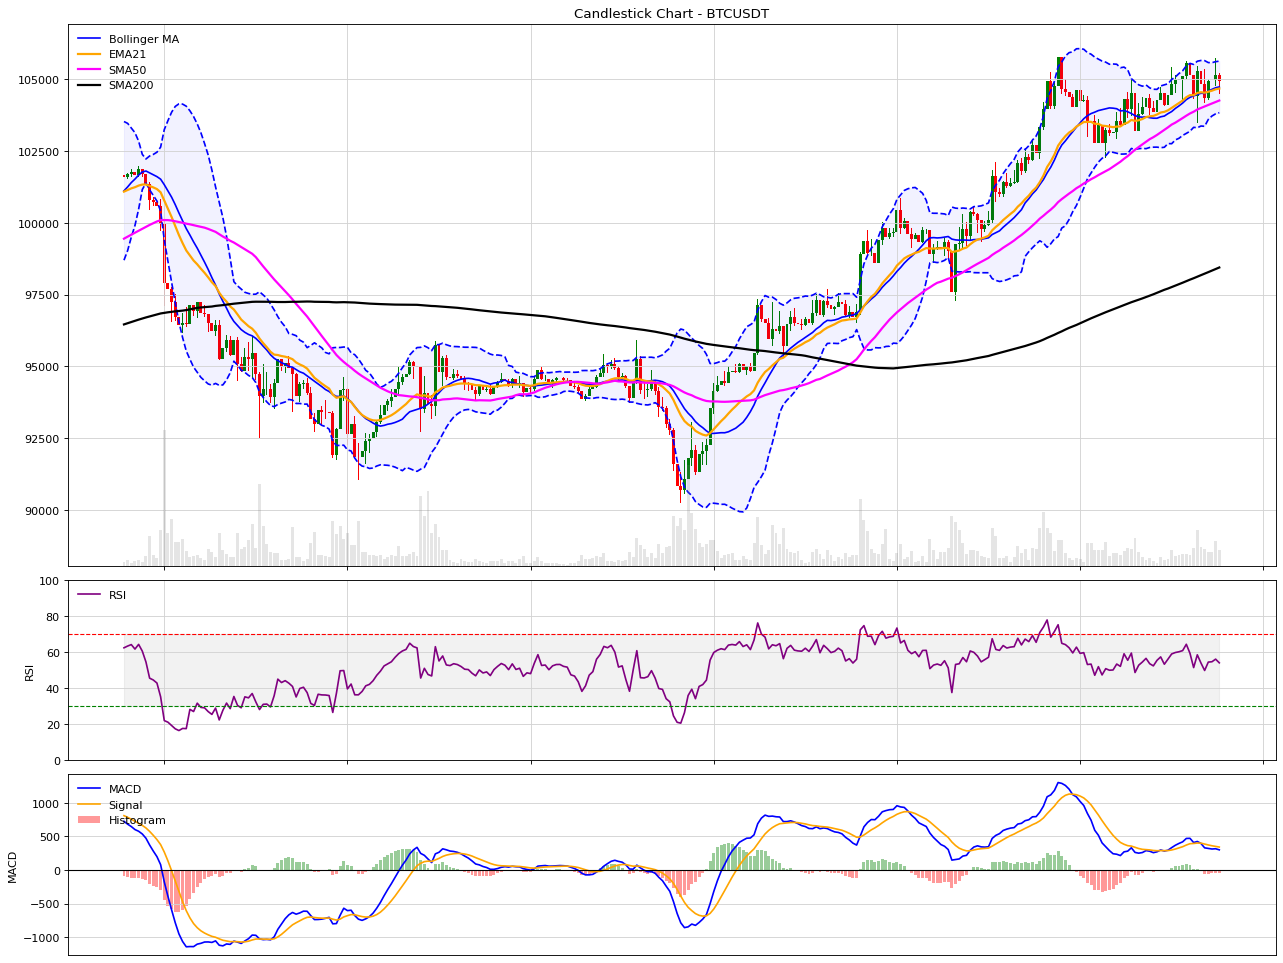 Candlestick Chart - BTCUSDT
Bollinger MA
EMA21
SMA50
SMA200
105000
102500
100000
97500
95000
92500
90000
RSI
RSI
100
80
60
40
20
0
MACD
Signal
Histogram
MACD
1000
500
0
−500
−1000